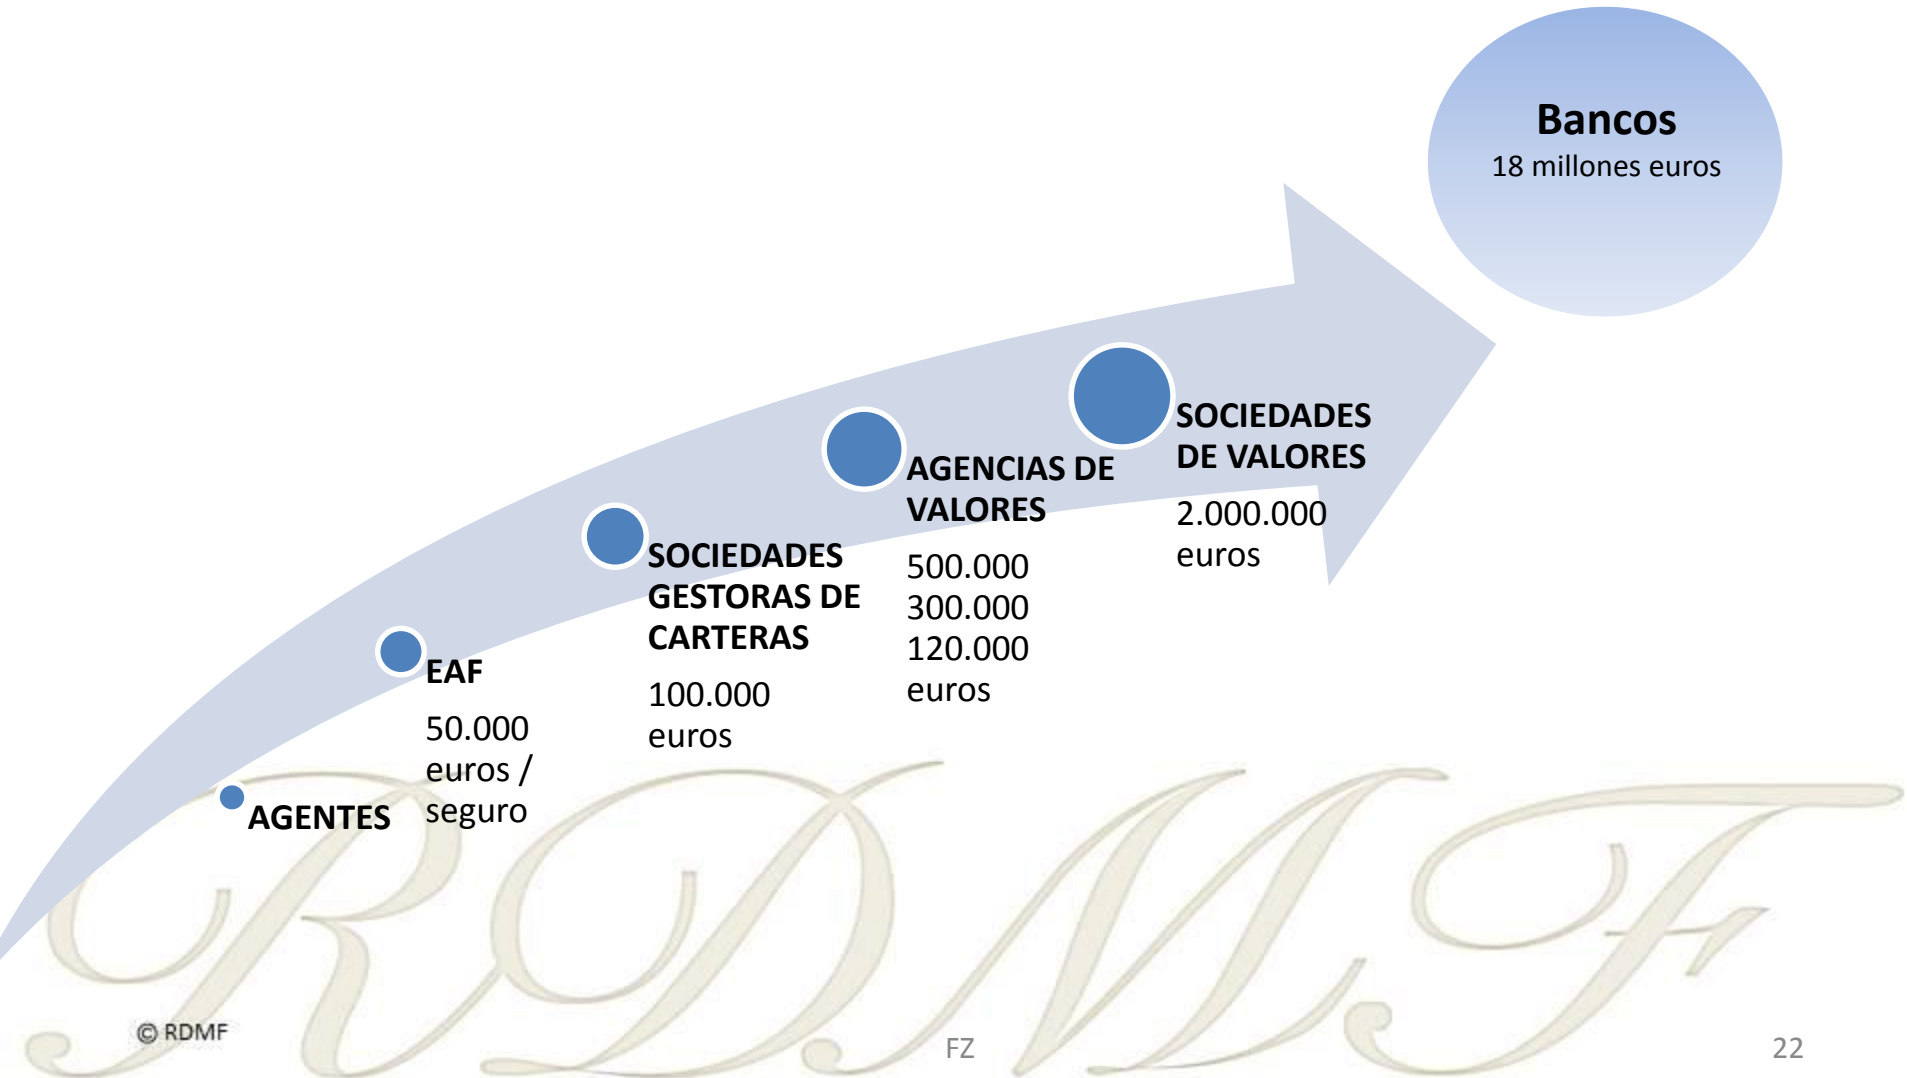 Bancos
18 millones euros
SOCIEDADES
DE VALORES
2.000.000
euros
AGENCIAS DE
VALORES
500.000
300.000
120.000
euros
SOCIEDADES
GESTORAS DE
CARTERAS
100.000
euros
EAF
50.000
euros /
seguro
AGENTES
RDMF
© RDMF
FZ
22